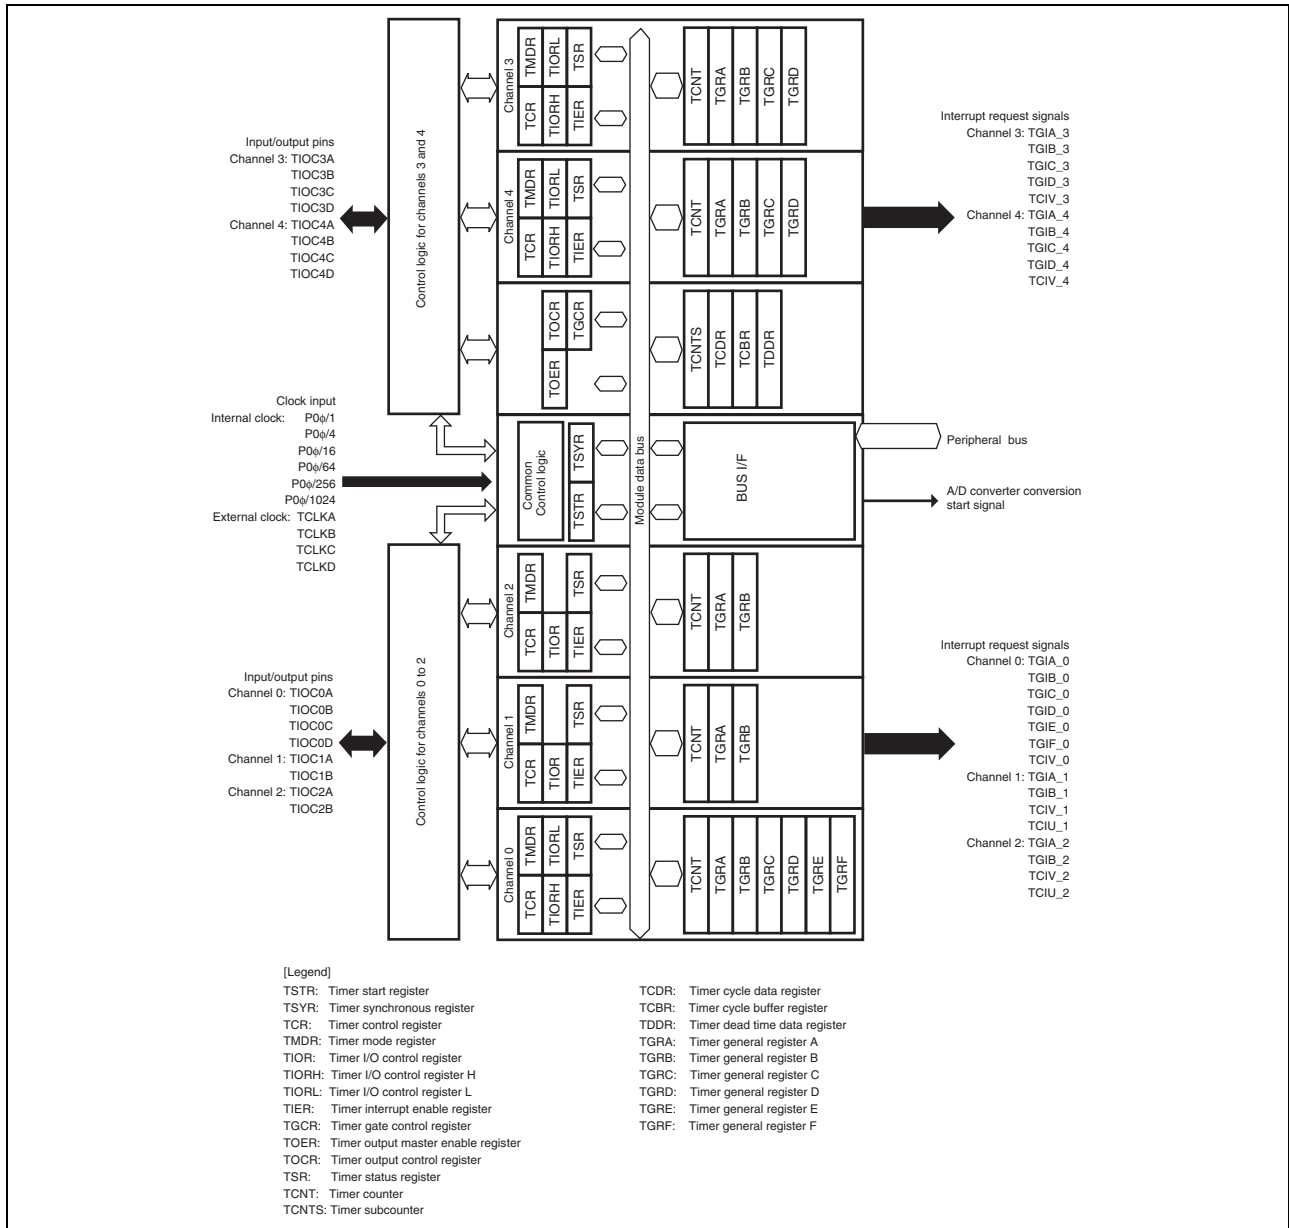 Input/output pins
Channel 3: TIOC3A
TIOC3B
TIOC3C
TIOC3D
Channel 4: TIOC4A
TIOC4B
TIOC4C
TIOC4D
Clock input
Internal clock: P0ϕ/1
P0ϕ/4
P0ϕ/16
P0ϕ/64
P0ϕ/256
P0ϕ/1024
External clock: TCLKA
TCLKB
TCLKC
TCLKD
Input/output pins
Channel 0: TIOC0A
TIOC0B
TIOC0C
TIOC0D
Channel 1: TIOC1A
TIOC1B
Channel 2: TIOC2A
TIOC2B
Control logic for channels 3 and 4
Control logic for channels 0 to 2
Channel 3
TCR
TMDR
TIORH
TIORL
TIER
TSR
TCNT
TGRA
TGRB
TGRC
TGRD
Channel 4
TCR
TMDR
TIORH
TIORL
TIER
TSR
TCNT
TGRA
TGRB
TGRC
TGRD
TOER
TOCR
TGCR
TCNTS
TCDR
TCBR
TDDR
Common
Control logic
TSTR
TSYR
Module data bus
BUS I/F
Channel 2
TCR
TMDR
TIOR
TIER
TSR
TCNT
TGRA
TGRB
Channel 1
TCR
TMDR
TIOR
TIER
TSR
TCNT
TGRA
TGRB
Channel 0
TCR
TMDR
TIORH
TIORL
TIER
TSR
TCNT
TGRA
TGRB
TGRC
TGRD
TGRE
TGRF
Interrupt request signals
Channel 3: TGIA_3
TGIB_3
TGIC_3
TGID_3
TCIV_3
Channel 4: TGIA_4
TGIB_4
TGIC_4
TGID_4
TCIV_4
Peripheral bus
A/D converter conversion
start signal
Interrupt request signals
Channel 0: TGIA_0
TGIB_0
TGIC_0
TGID_0
TGIE_0
TGIF_0
TCIV_0
Channel 1: TGIA_1
TGIB_1
TCIV_1
TCIU_1
Channel 2: TGIA_2
TGIB_2
TCIV_2
TCIU_2
[Legend]
TSTR: Timer start register
TSYR: Timer synchronous register
TCR: Timer control register
TMDR: Timer mode register
TIOR: Timer I/O control register
TIORH: Timer I/O control register H
TIORL: Timer I/O control register L
TIER: Timer interrupt enable register
TGCR: Timer gate control register
TOER: Timer output master enable register
TOCR: Timer output control register
TSR: Timer status register
TCNT: Timer counter
TCNTS: Timer subcounter
TCDR: Timer cycle data register
TCBR: Timer cycle buffer register
TDDR: Timer dead time data register
TGRA: Timer general register A
TGRB: Timer general register B
TGRC: Timer general register C
TGRD: Timer general register D
TGRE: Timer general register E
TGRF: Timer general register F